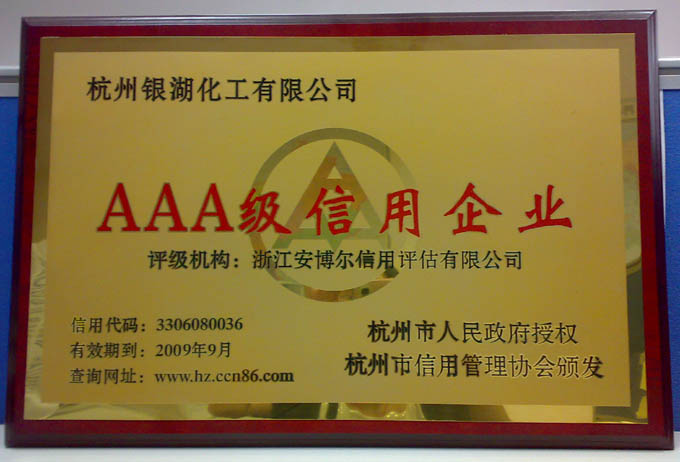 杭州银湖化工有限公司
AAA级信用企业
评级机构：浙江安博尔信用评估有限公司
信用代码：3306080036
有效期到：2009年9月
查询网址：www.hz.ccn86.com
杭州市人民政府授权
杭州市信用管理协会颁发